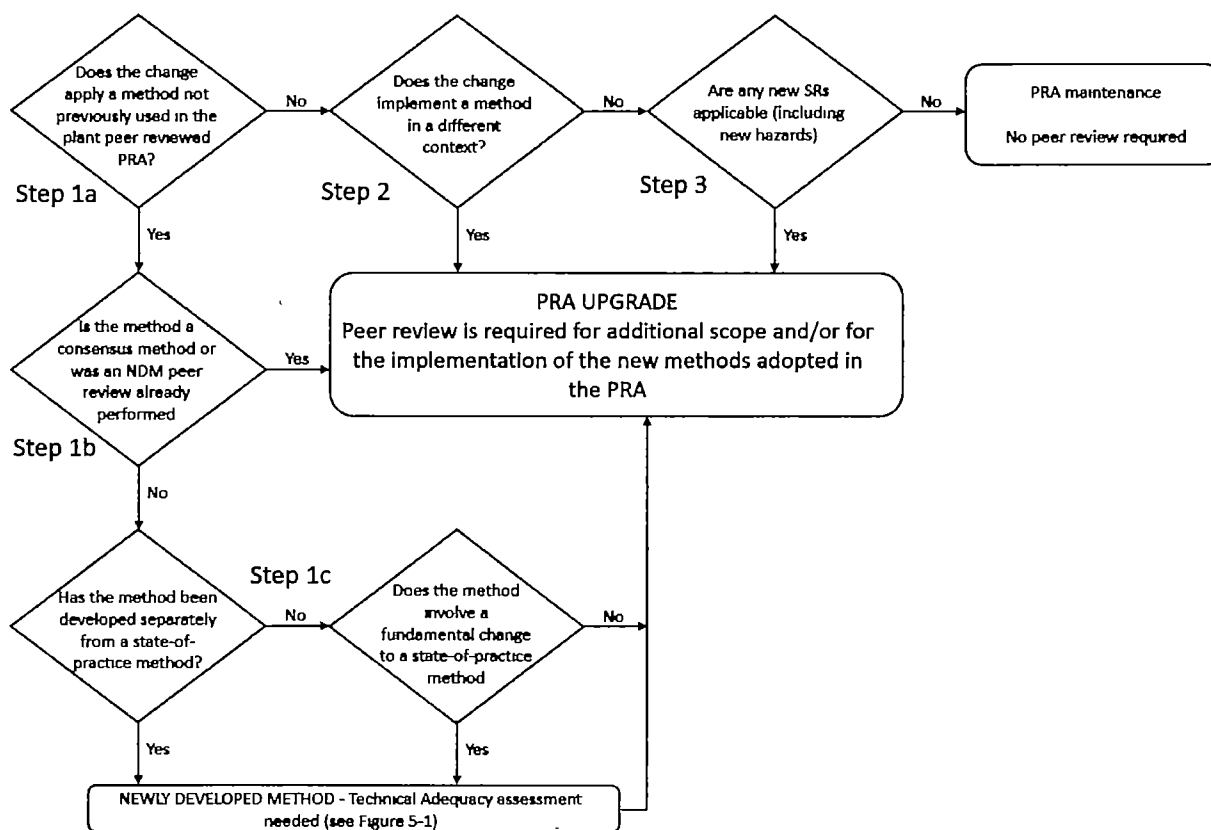 Does the change
apply a method not
previously used in the
plant peer reviewed
PRA?
Step 1a
No
Does the change
implement a method
in a different
context?
Step 2
No
Are any new SRs
applicable (including
new hazards)
Step 3
No
PRA maintenance
No peer review required
Yes
Yes
Yes
Is the method a
consensus method or
was an NDM peer
review already
performed
Step 1b
Yes
PRA UPGRADE
Peer review is required for additional scope and/or for
the implementation of the new methods adopted in
the PRA
No
Has the method been
developed separately
from a state-of-
practice method?
Step 1c
No
Does the method
involve a
fundamental change
to a state-of-practice
method
No
Yes
Yes
NEWLY DEVELOPED METHOD - Technical Adequacy assessment
needed (see Figure 5-1)